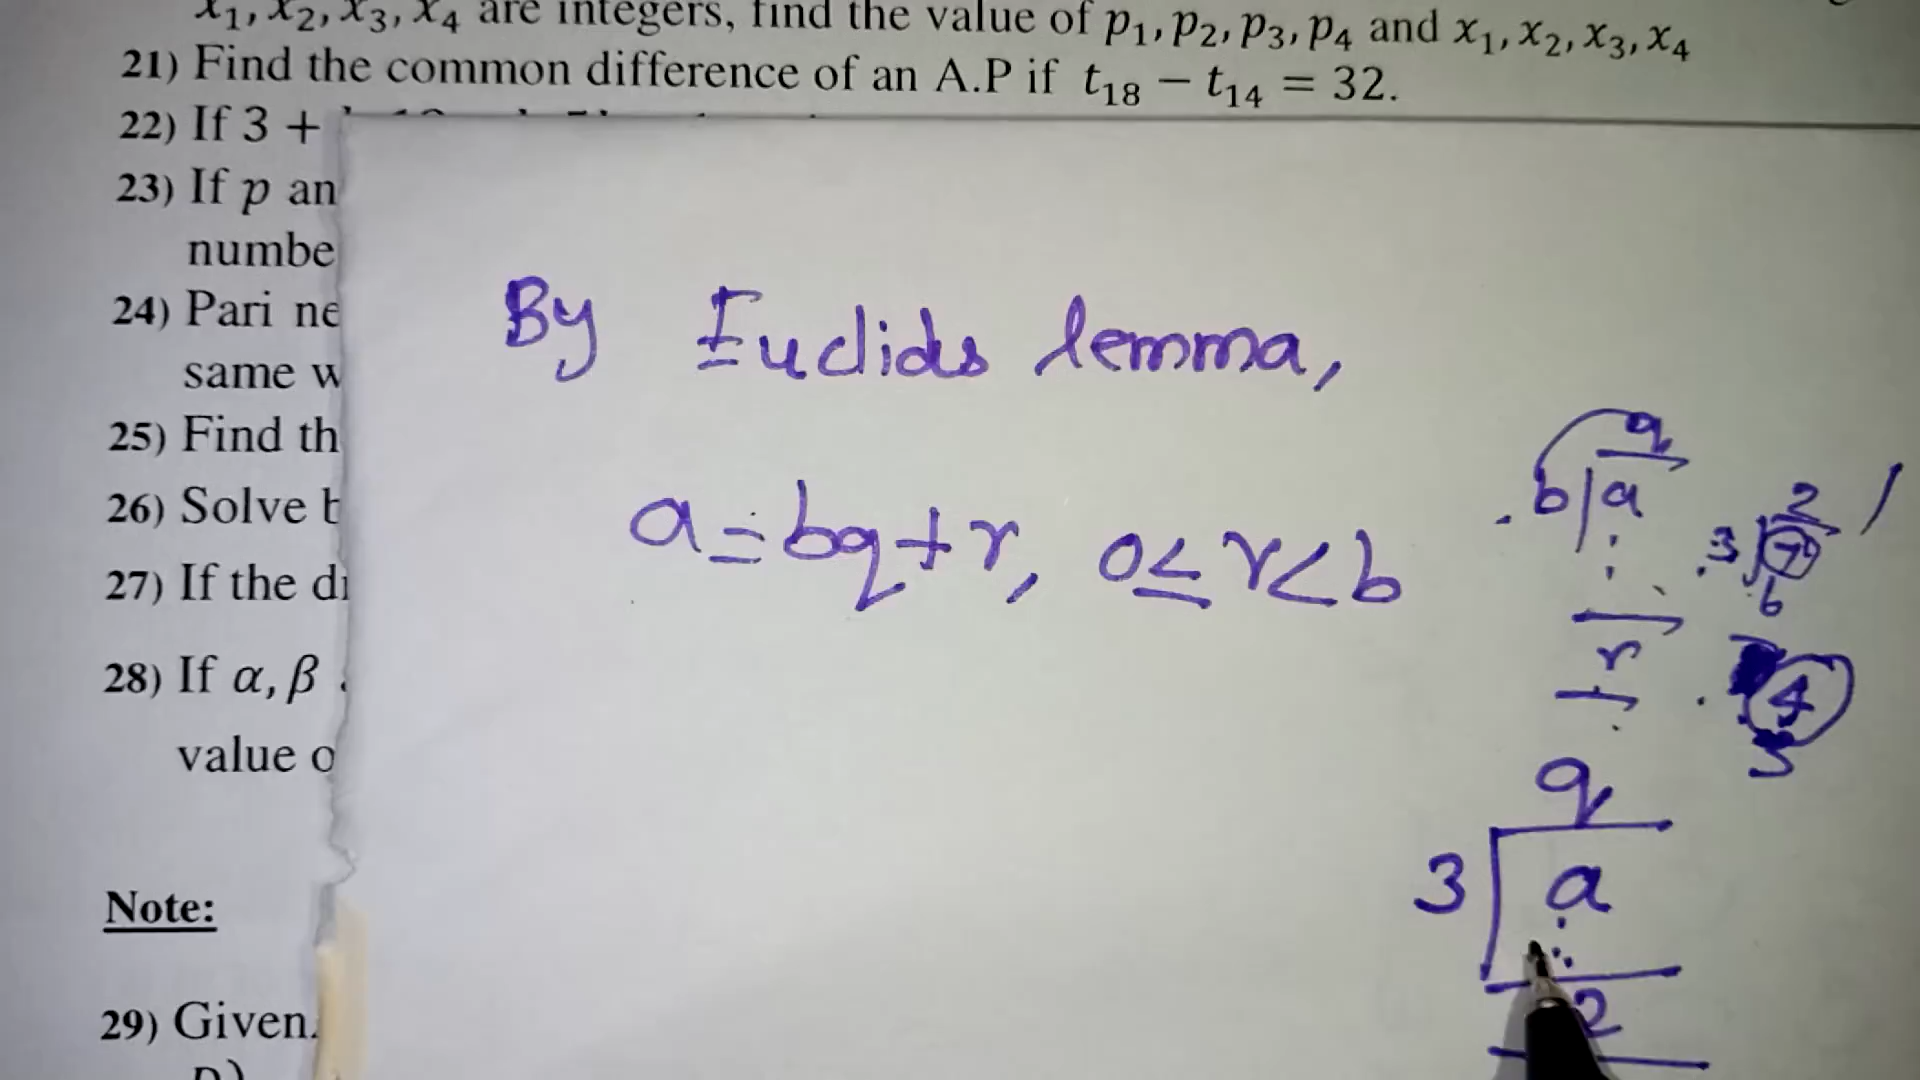 x₁, x₂, x₃, x₄ are integers, find the value of p₁, p₂, p₃, p₄ and x₁, x₂, x₃, x₄
21) Find the common difference of an A.P if t₁₈ − t₁₄ = 32.
22) If 3 +
23) If p an
numbe
24) Pari ne
same w
25) Find th
26) Solve b
27) If the di
28) If α, β
value o
Note:
29) Given
By Euclids lemma,
a = bq + r, 0 ≤ r < b
q
b a
r
2
3 7
6
4
3
q
3 a
2